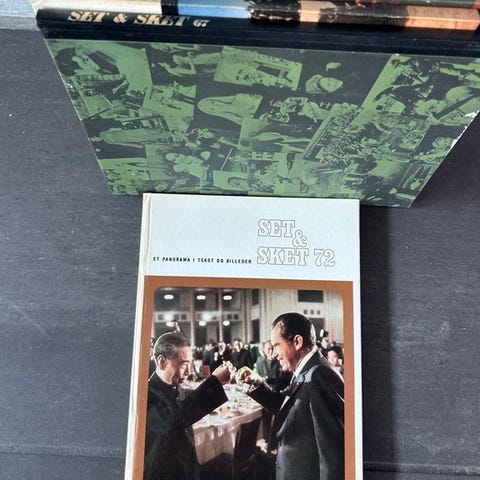 SET & SKET 67
SET
&
SKET 72
ET PANORAMA I TEKST OG BILLEDER